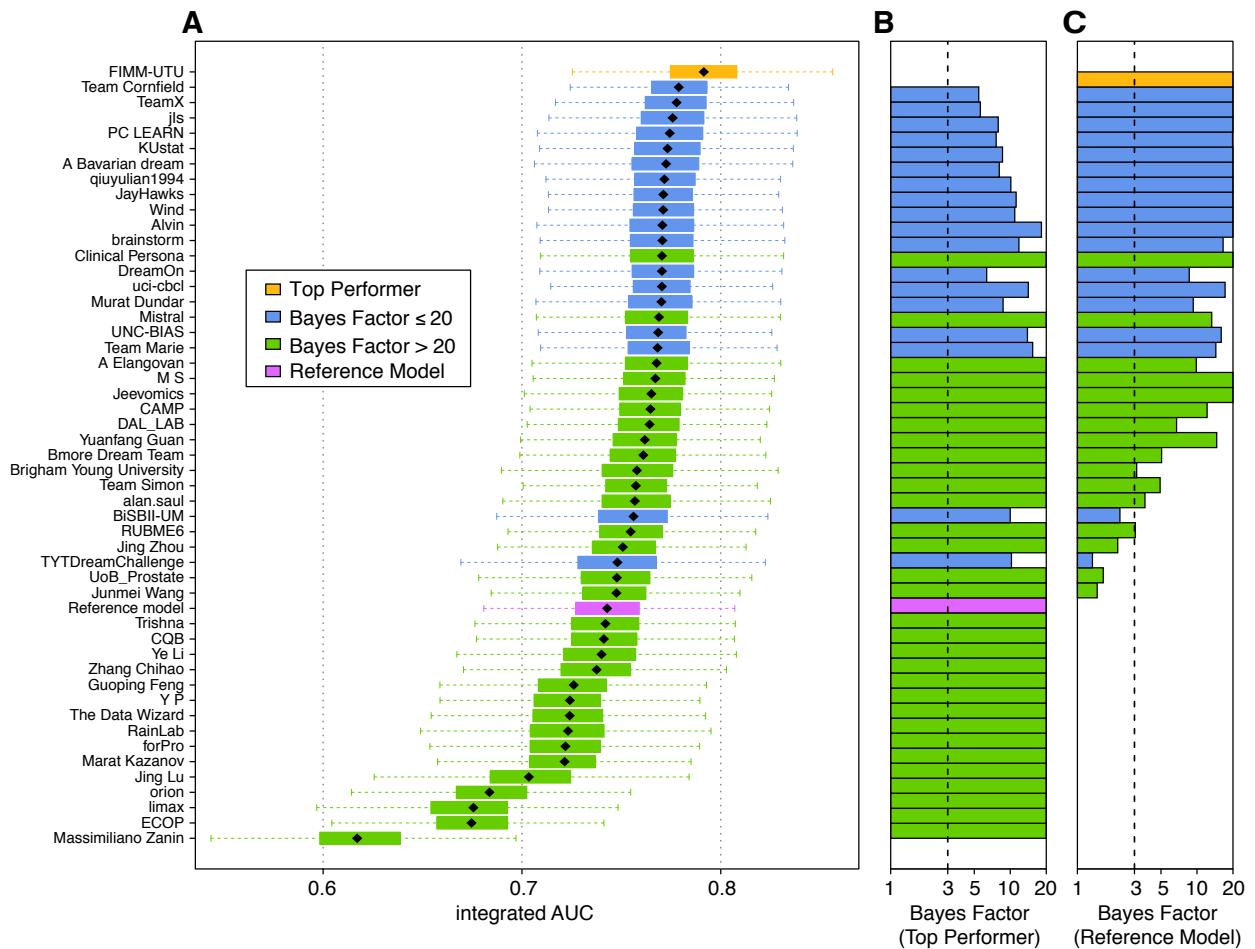 A
B
C
FIMM-UTU
Team Cornfield
TeamX
jls
PC LEARN
KUstat
A Bavarian dream
qiuyulian1994
JayHawks
Wind
Alvin
brainstorm
Clinical Persona
DreamOn
uci-cbcl
Murat Dundar
Mistral
UNC-BIAS
Team Marie
A Elangovan
M S
Jeevomics
CAMP
DAL_LAB
Yuanfang Guan
Bmore Dream Team
Brigham Young University
Team Simon
alan.saul
BiSBII-UM
RUBME6
Jing Zhou
TYTDreamChallenge
UoB_Prostate
Junmei Wang
Reference model
Trishna
CQB
Ye Li
Zhang Chihao
Guoping Feng
Y P
The Data Wizard
RainLab
forPro
Marat Kazanov
Jing Lu
orion
limax
ECOP
Massimiliano Zanin
Top Performer
Bayes Factor ≤ 20
Bayes Factor > 20
Reference Model
0.6 0.7 0.8
integrated AUC
1 3 5 10 20
Bayes Factor
(Top Performer)
1 3 5 10 20
Bayes Factor
(Reference Model)